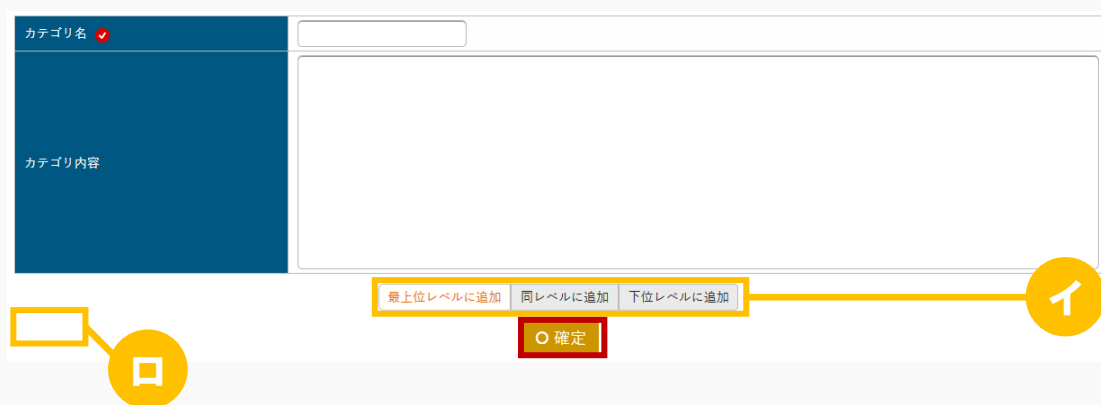 カテゴリ名
カテゴリ内容
最上位レベルに追加 同レベルに追加 下位レベルに追加
イ
確定
ロ